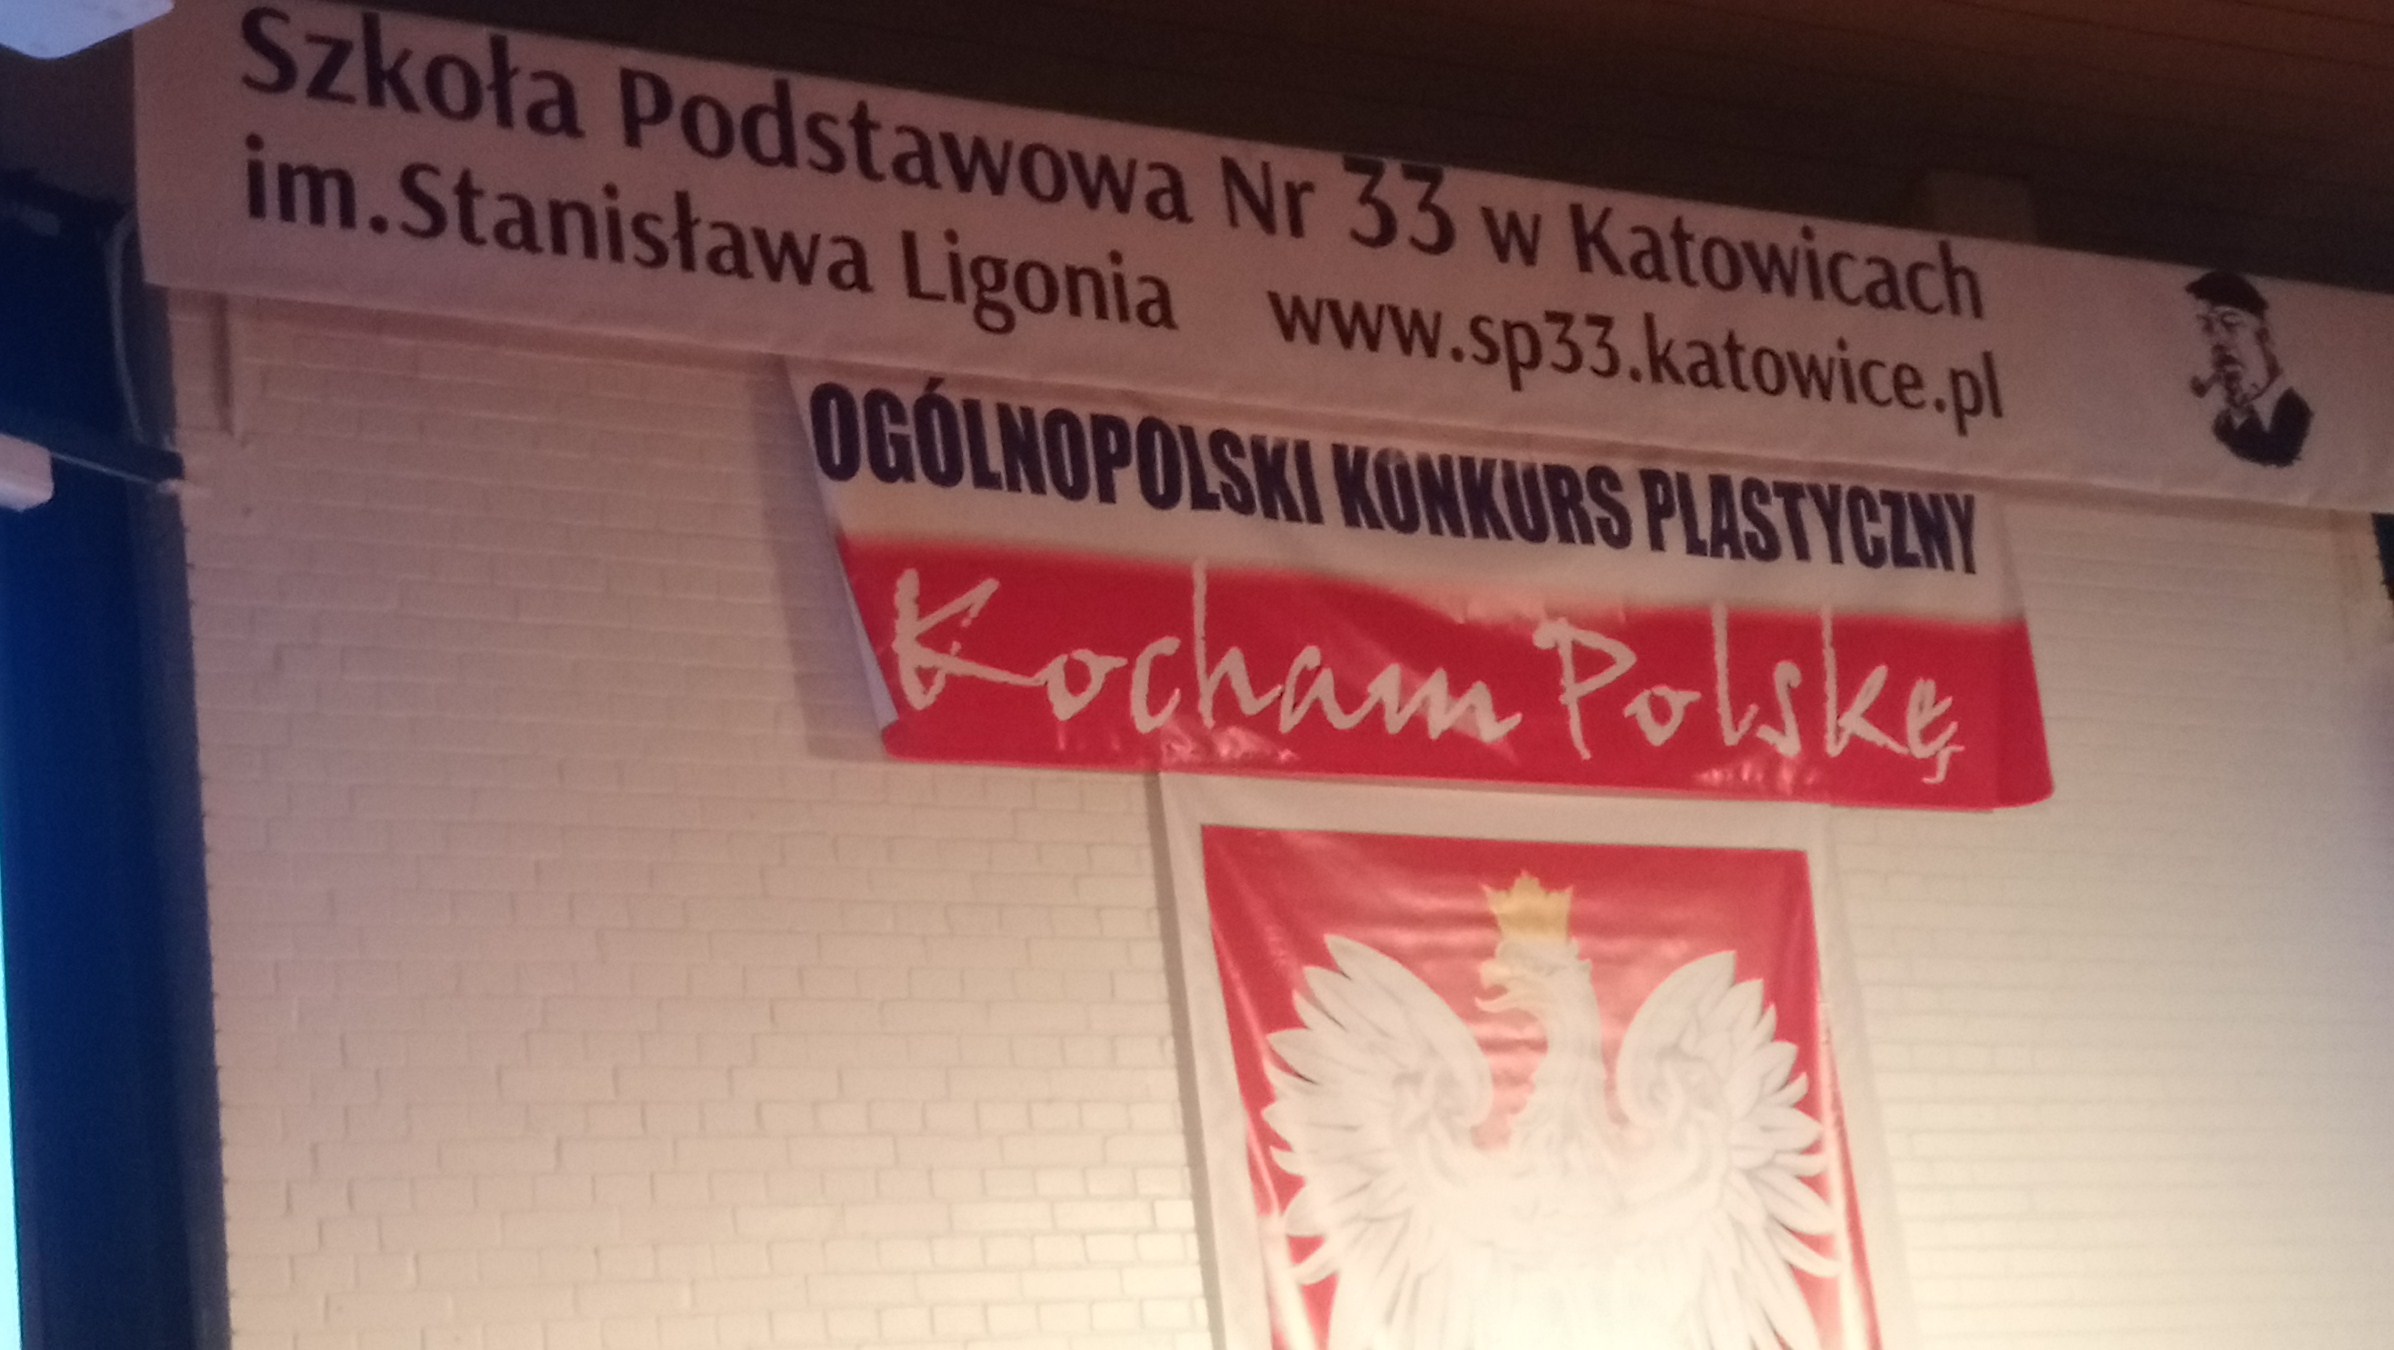 Szkoła Podstawowa Nr 33 w Katowicach
im.Stanisława Ligonia www.sp33.katowice.pl
OGÓLNOPOLSKI KONKURS PLASTYCZNY
Kocham Polskę